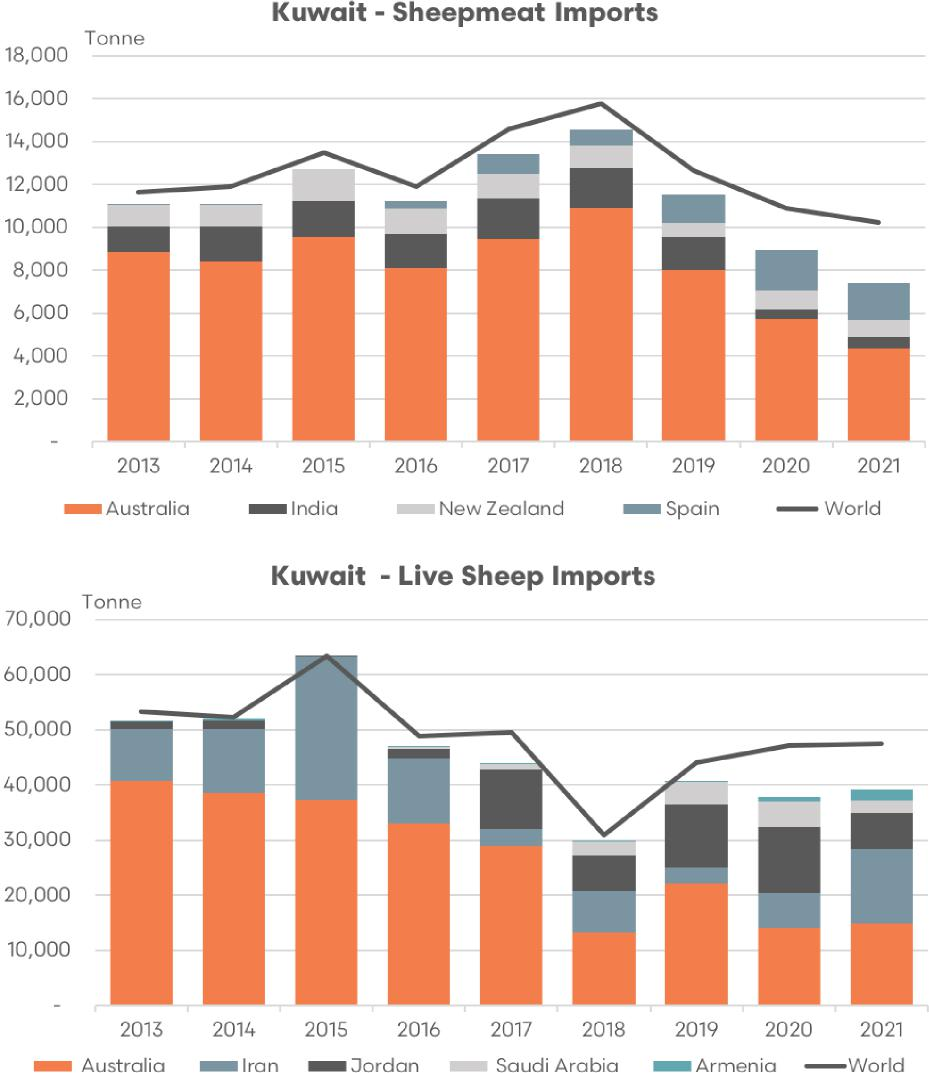 Kuwait - Sheepmeat Imports
Tonne
18,000
16,000
14,000
12,000
10,000
8,000
6,000
4,000
2,000
-
2013 2014 2015 2016 2017 2018 2019 2020 2021
Australia India New Zealand Spain World
Kuwait - Live Sheep Imports
Tonne
70,000
60,000
50,000
40,000
30,000
20,000
10,000
-
2013 2014 2015 2016 2017 2018 2019 2020 2021
Australia Iran Jordan Saudi Arabia Armenia World